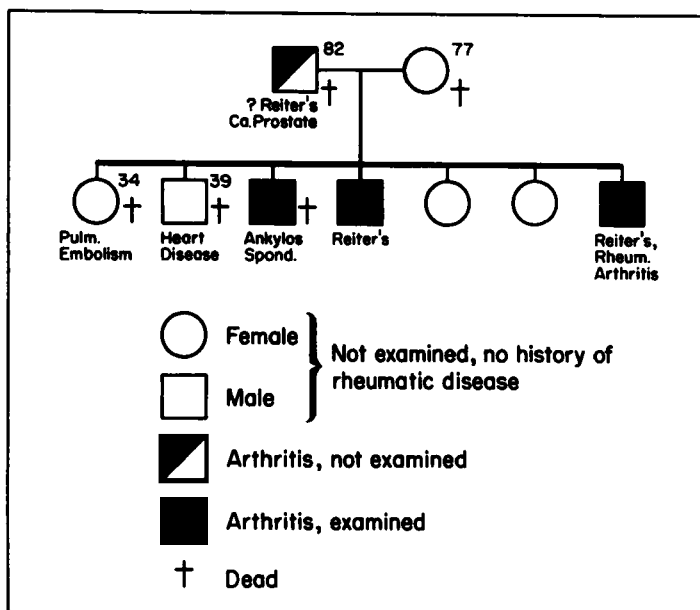 82
77
? Reiter's
Ca. Prostate
34
39
Pulm.
Embolism
Heart
Disease
Ankylos
Spond.
Reiter's
Reiter's,
Rheum.
Arthritis
Female
Male
Not examined, no history of
rheumatic disease
Arthritis, not examined
Arthritis, examined
† Dead